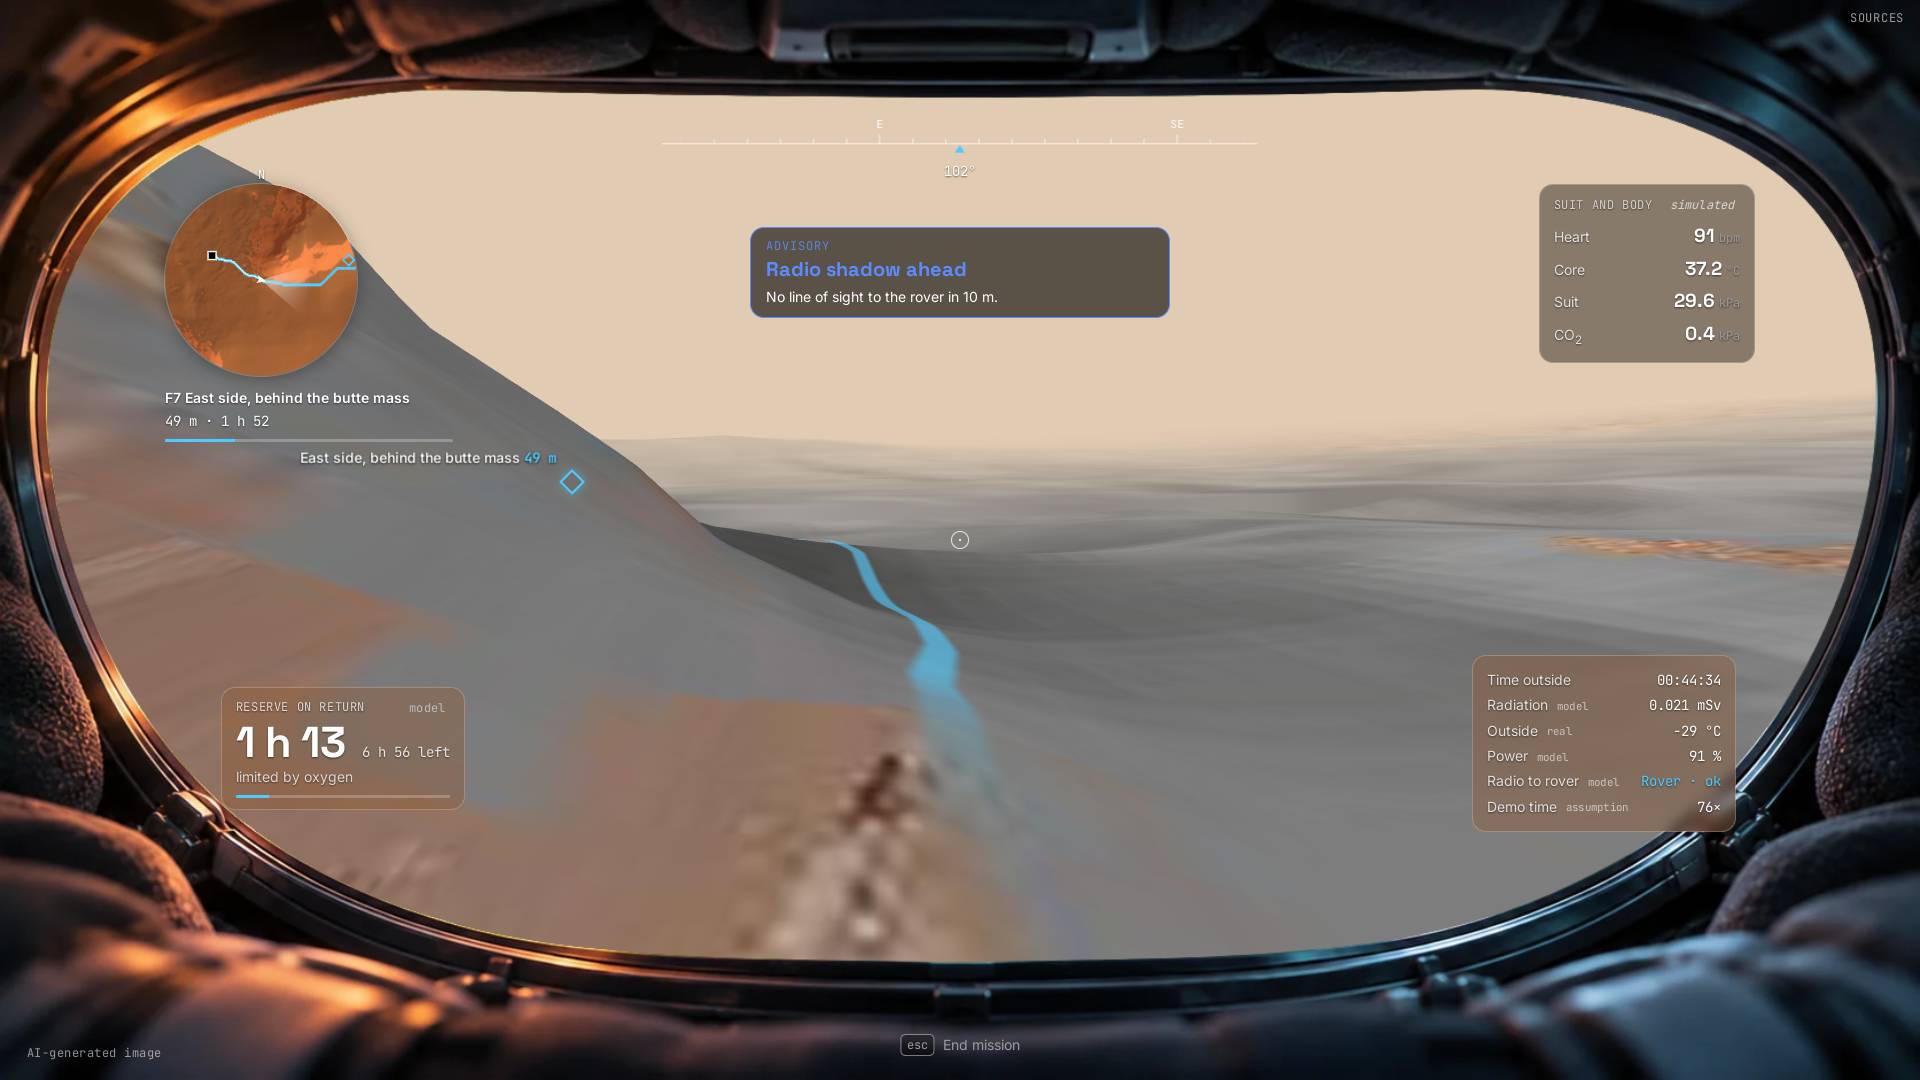 SOURCES
E
SE
102°
N
ADVISORY
Radio shadow ahead
No line of sight to the rover in 10 m.
SUIT AND BODY simulated
Heart 91 bpm
Core 37.2 °C
Suit 29.6 kPa
CO2 0.4 kPa
F7 East side, behind the butte mass
49 m · 1 h 52
East side, behind the butte mass 49 m
RESERVE ON RETURN model
1 h 13 6 h 56 left
limited by oxygen
Time outside 00:44:34
Radiation model 0.021 mSv
Outside real -29 °C
Power model 91 %
Radio to rover model Rover · ok
Demo time assumption 76×
esc End mission
AI-generated image